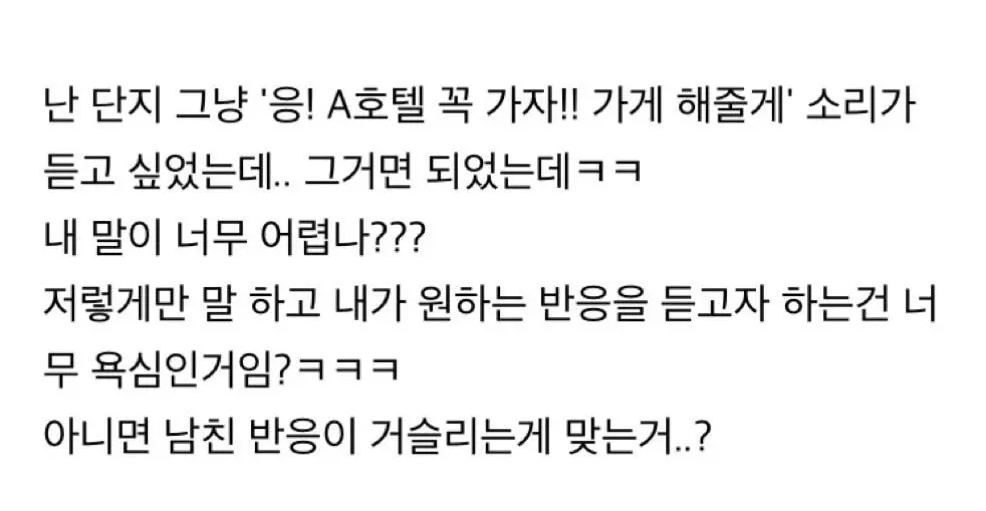 난 단지 그냥 '응! A호텔 꼭 가자!! 가게 해줄게' 소리가
듣고 싶었는데.. 그거면 되었는데ㅋㅋ
내 말이 너무 어렵나???
저렇게만 말 하고 내가 원하는 반응을 듣고자 하는건 너
무 욕심인거임?ㅋㅋㅋ
아니면 남친 반응이 거슬리는게 맞는거..?